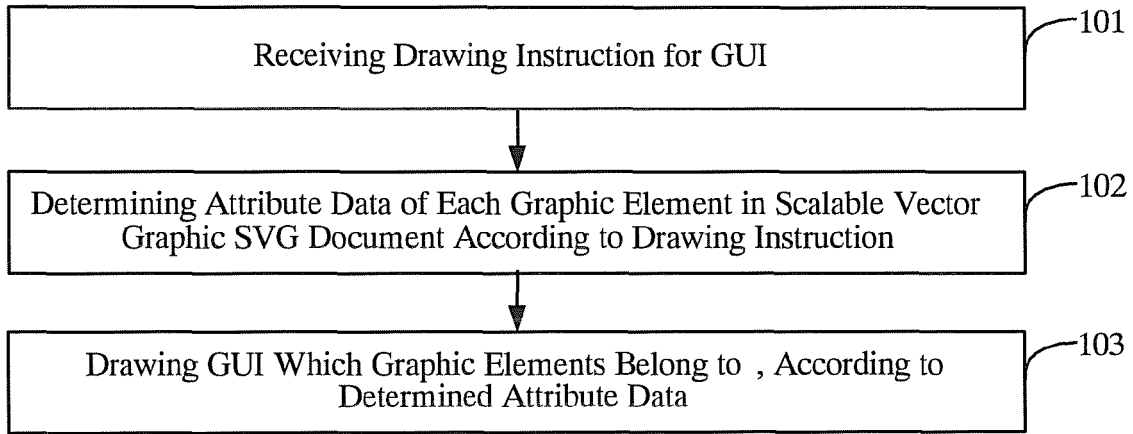 Receiving Drawing Instruction for GUI
101
Determining Attribute Data of Each Graphic Element in Scalable Vector
Graphic SVG Document According to Drawing Instruction
102
Drawing GUI Which Graphic Elements Belong to , According to
Determined Attribute Data
103